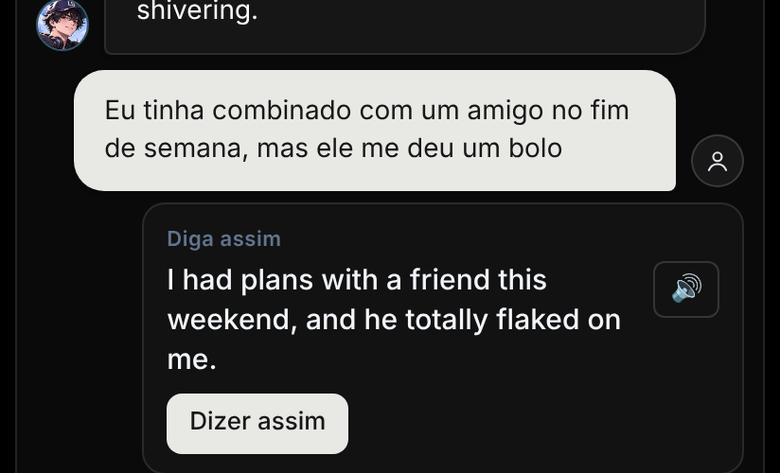 shivering.
Eu tinha combinado com um amigo no fim
de semana, mas ele me deu um bolo
Diga assim
I had plans with a friend this
weekend, and he totally flaked on
me.
Dizer assim